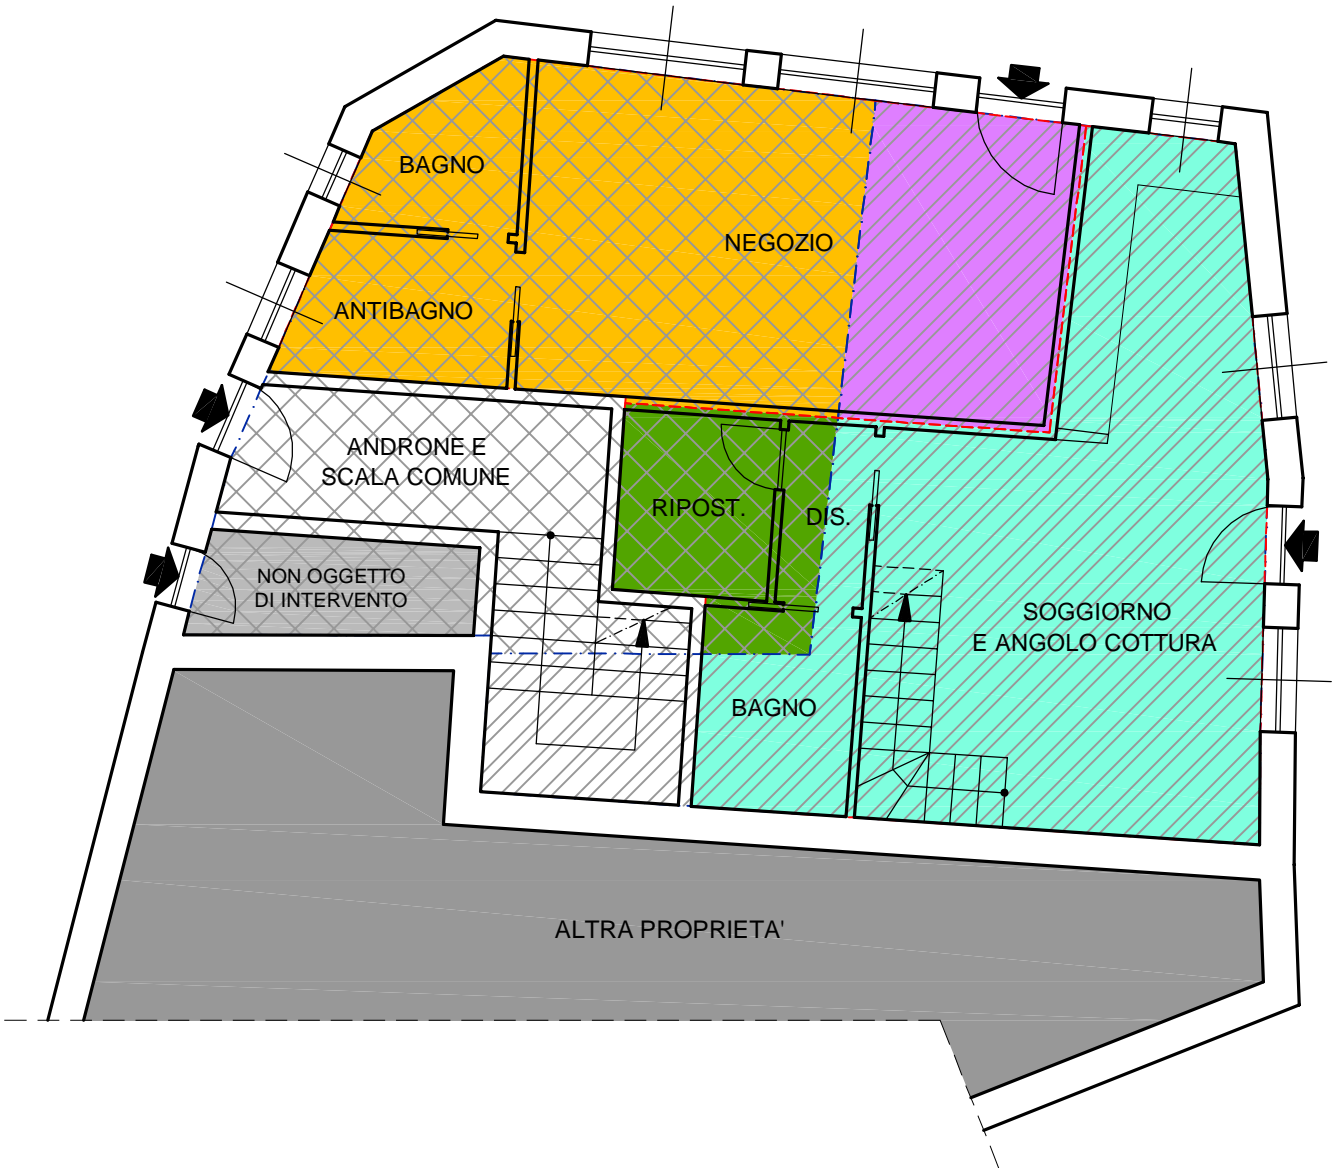 BAGNO
NEGOZIO
ANTIBAGNO
ANDRONE E
SCALA COMUNE
RIPOST.
DIS.
NON OGGETTO
DI INTERVENTO
SOGGIORNO
E ANGOLO COTTURA
BAGNO
ALTRA PROPRIETA'